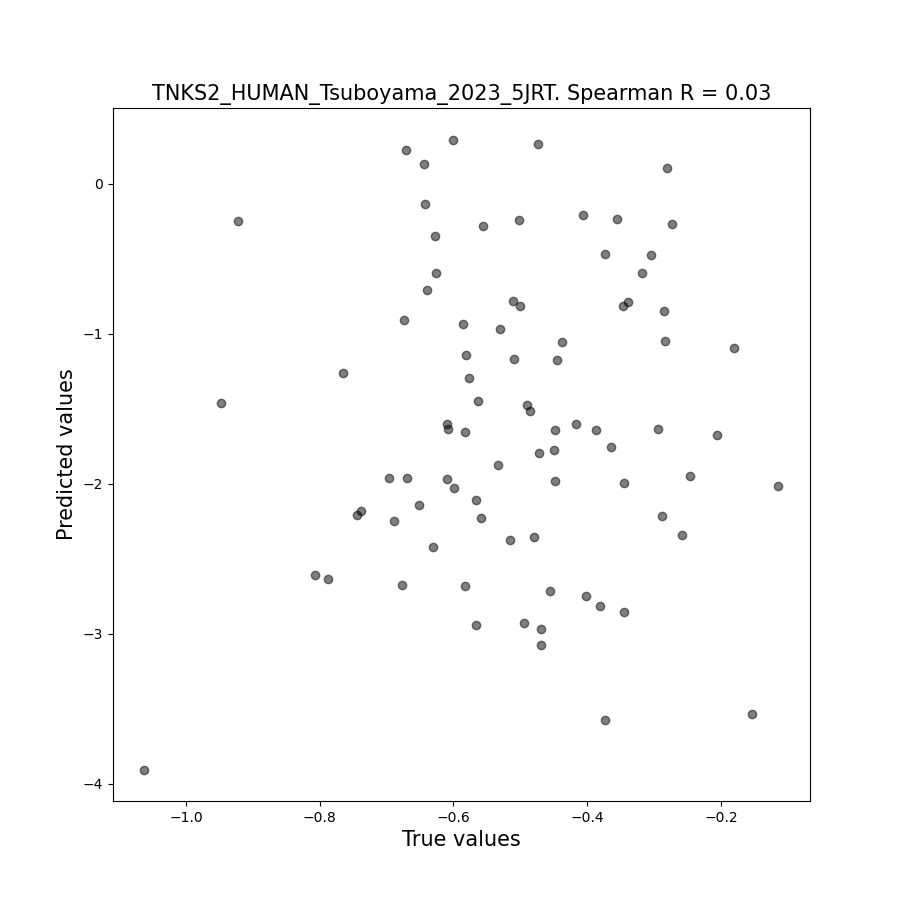 TNKS2_HUMAN_Tsuboyama_2023_5JRT. Spearman R = 0.03
0
−1
−2
−3
−4
Predicted values
−1.0 −0.8 −0.6 −0.4 −0.2
True values